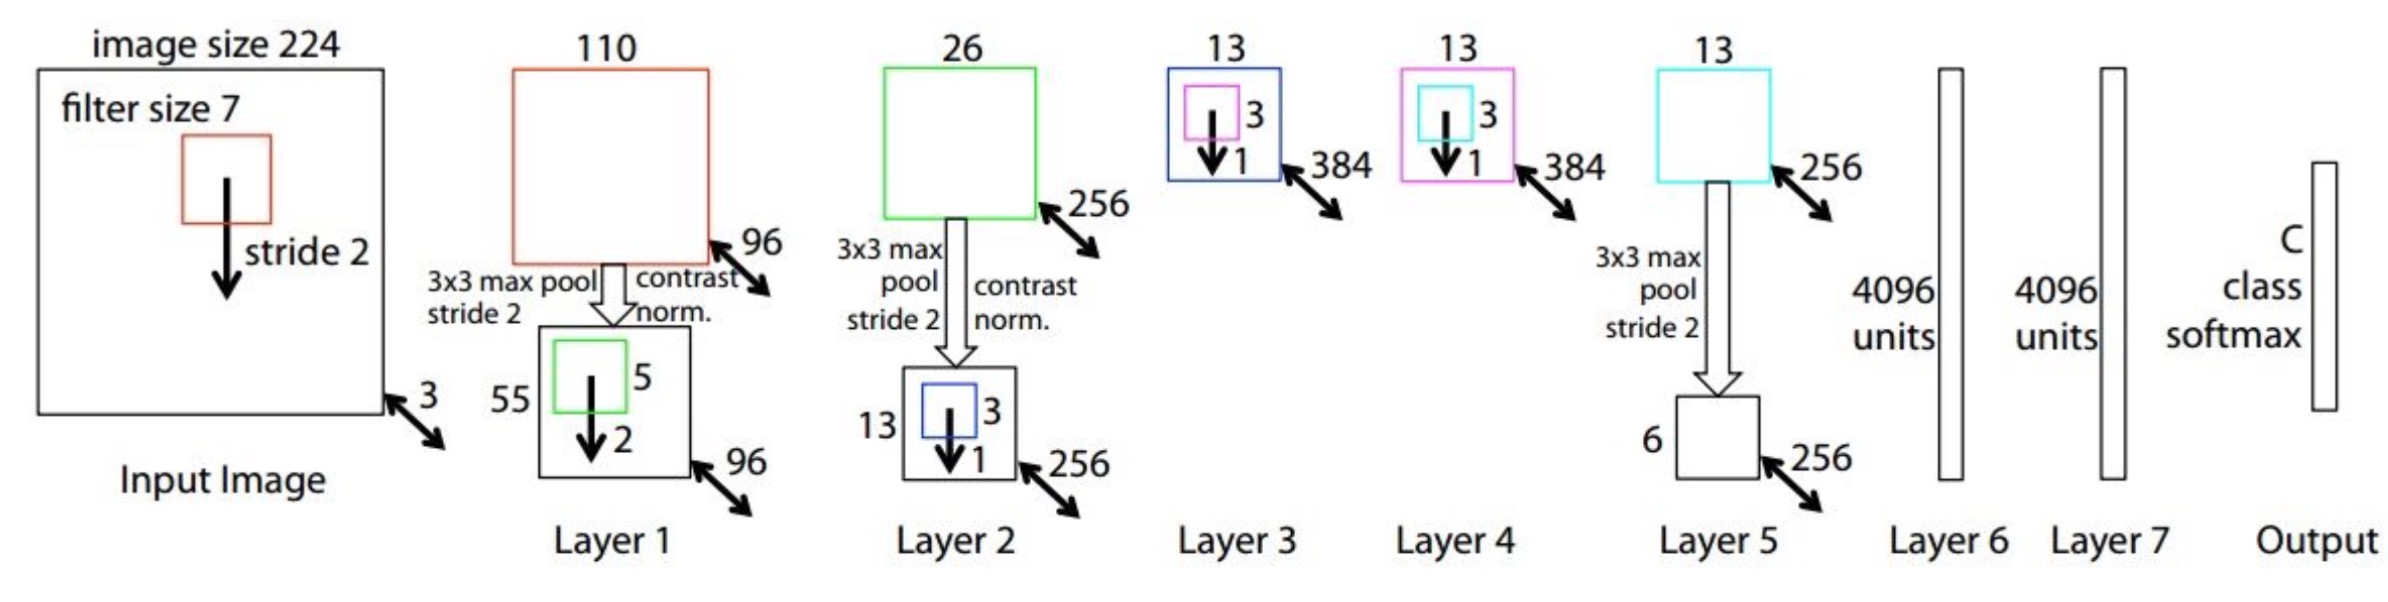 image size 224
filter size 7
stride 2
3
Input Image
110
96
3x3 max pool
stride 2
contrast
norm.
55
5
2
96
Layer 1
26
256
3x3 max
pool
stride 2
contrast
norm.
13
3
1
256
Layer 2
13
3
1
384
Layer 3
13
3
1
384
Layer 4
13
256
3x3 max
pool
stride 2
6
256
Layer 5
4096
units
Layer 6
4096
units
Layer 7
C
class
softmax
Output